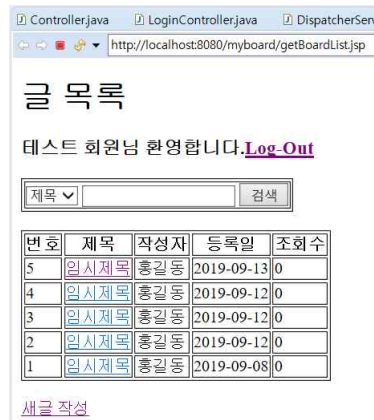 Controller.java LoginController.java DispatcherSer
http://localhost:8080/myboard/getBoardList.jsp
글 목록
테스트 회원님 환영합니다.Log-Out
제목 검색
번호 제목 작성자 등록일 조회수
5 임시제목 홍길동 2019-09-13 0
4 임시제목 홍길동 2019-09-12 0
3 임시제목 홍길동 2019-09-12 0
2 임시제목 홍길동 2019-09-12 0
1 임시제목 홍길동 2019-09-08 0
새글 작성